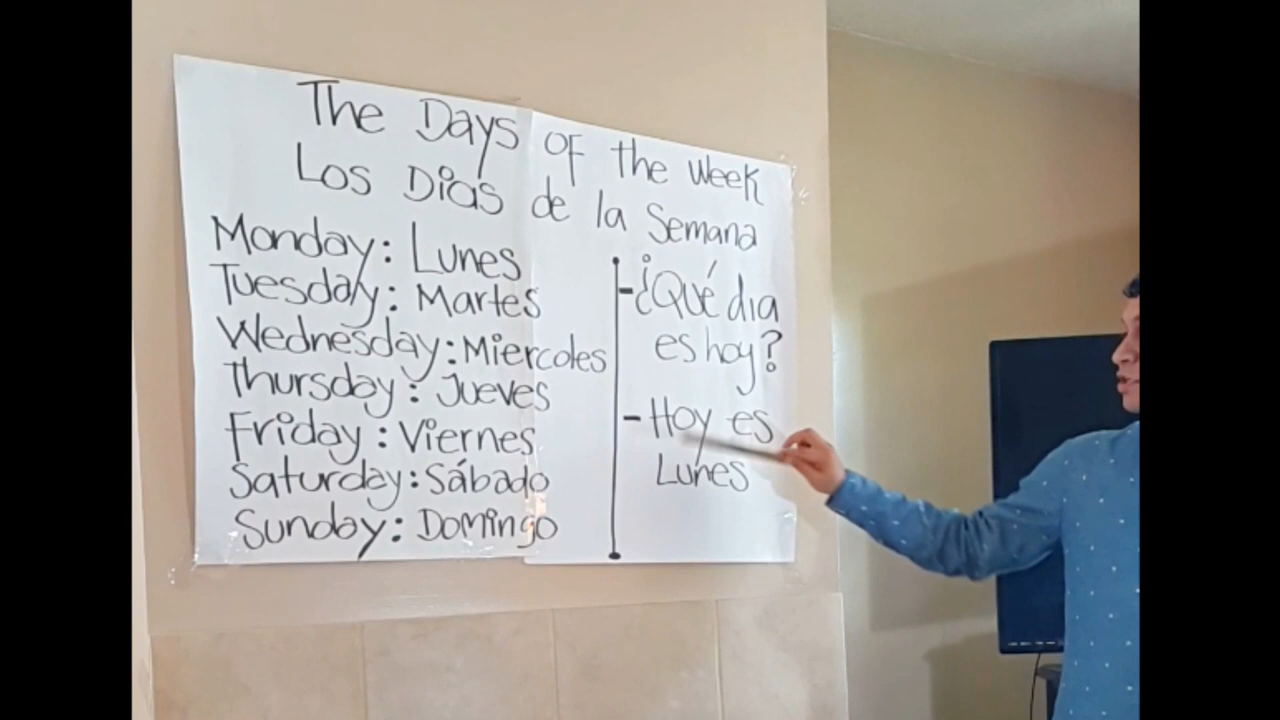 The Days of the Week
Los Dias de la Semana
Monday: Lunes
Tuesday: Martes
Wednesday: Miercoles
Thursday: Jueves
Friday: Viernes
Saturday: Sábado
Sunday: Domingo
- ¿Qué dia
es hoy?
- Hoy es
Lunes